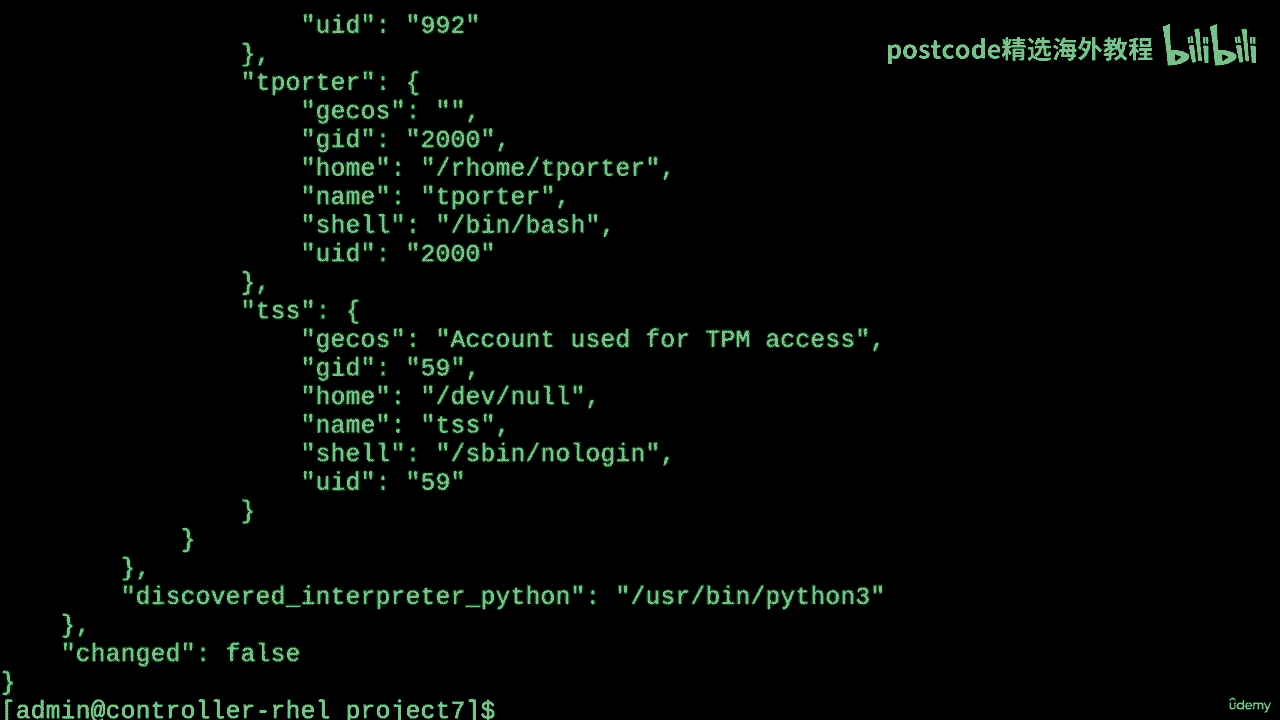 "uid": "992"
                },
postcode精选海外教程 bilibili
                "tporter": {
                    "gecos": "",
                    "gid": "2000",
                    "home": "/rhome/tporter",
                    "name": "tporter",
                    "shell": "/bin/bash",
                    "uid": "2000"
                },
                "tss": {
                    "gecos": "Account used for TPM access",
                    "gid": "59",
                    "home": "/dev/null",
                    "name": "tss",
                    "shell": "/sbin/nologin",
                    "uid": "59"
                }
            }
        },
        "discovered_interpreter_python": "/usr/bin/python3"
    },
    "changed": false
}
[admin@controller-rhel project7]$
ûdemy